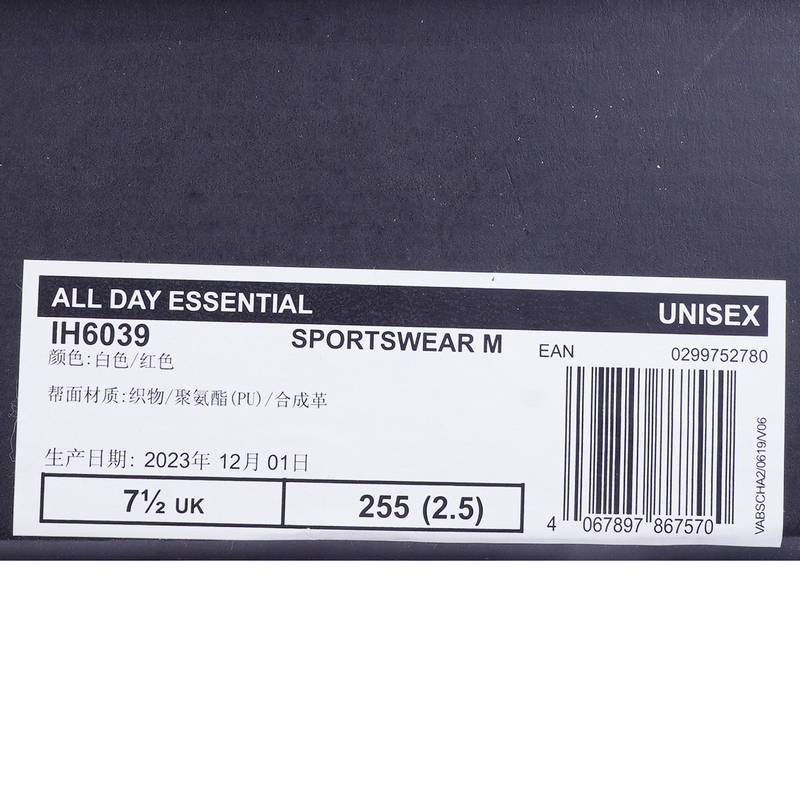 ALL DAY ESSENTIAL UNISEX
IH6039 SPORTSWEAR M
EAN 0299752780
颜色:白色/红色
帮面材质:织物/聚氨酯(PU)/合成革
生产日期: 2023年 12月 01日
7½ UK 255 (2.5)
4 067897 867570
VABSCHA2/0619/V06